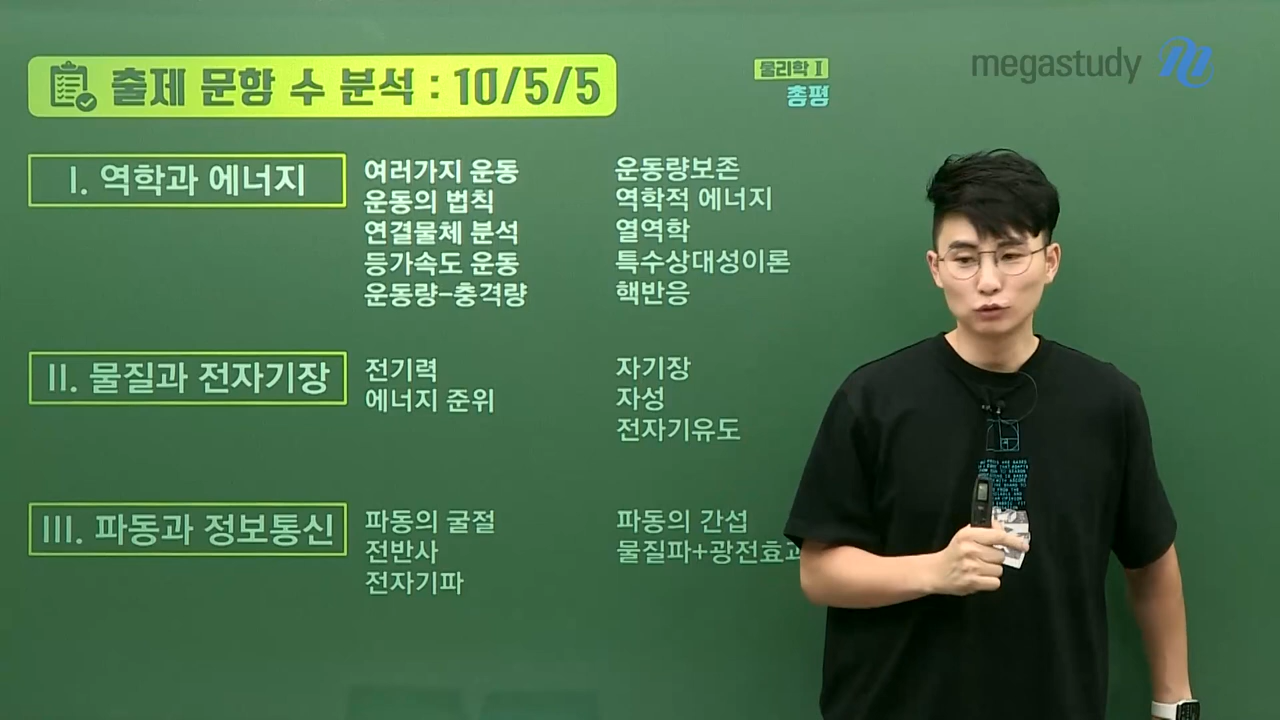 출제 문항 수 분석 : 10/5/5
물리학 I
총평
megastudy
I. 역학과 에너지
여러가지 운동
운동의 법칙
연결물체 분석
등가속도 운동
운동량-충격량
운동량보존
역학적 에너지
열역학
특수상대성이론
핵반응
II. 물질과 전자기장
전기력
에너지 준위
자기장
자성
전자기유도
III. 파동과 정보통신
파동의 굴절
전반사
전자기파
파동의 간섭
물질파+광전효과